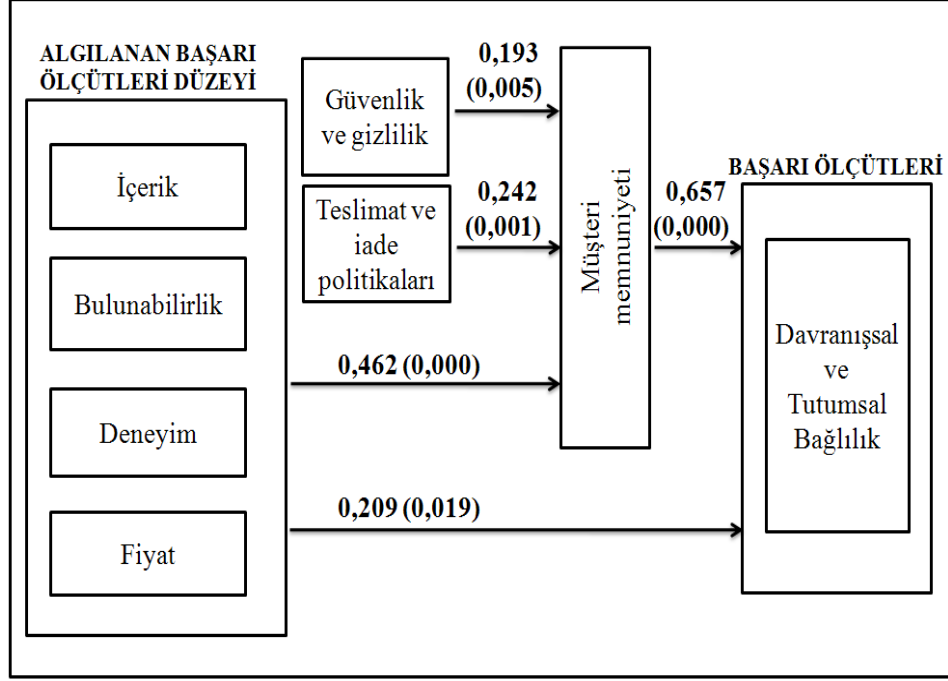 ALGILANAN BAŞARI
ÖLÇÜTLERİ DÜZEYİ
İçerik
Bulunabilirlik
Deneyim
Fiyat
Güvenlik
ve gizlilik
Teslimat ve
iade
politikaları
0,193
(0,005)
0,242
(0,001)
0,462 (0,000)
0,209 (0,019)
Müşteri
memnuniyeti
0,657
(0,000)
BAŞARI ÖLÇÜTLERİ
Davranışsal
ve
Tutumsal
Bağlılık